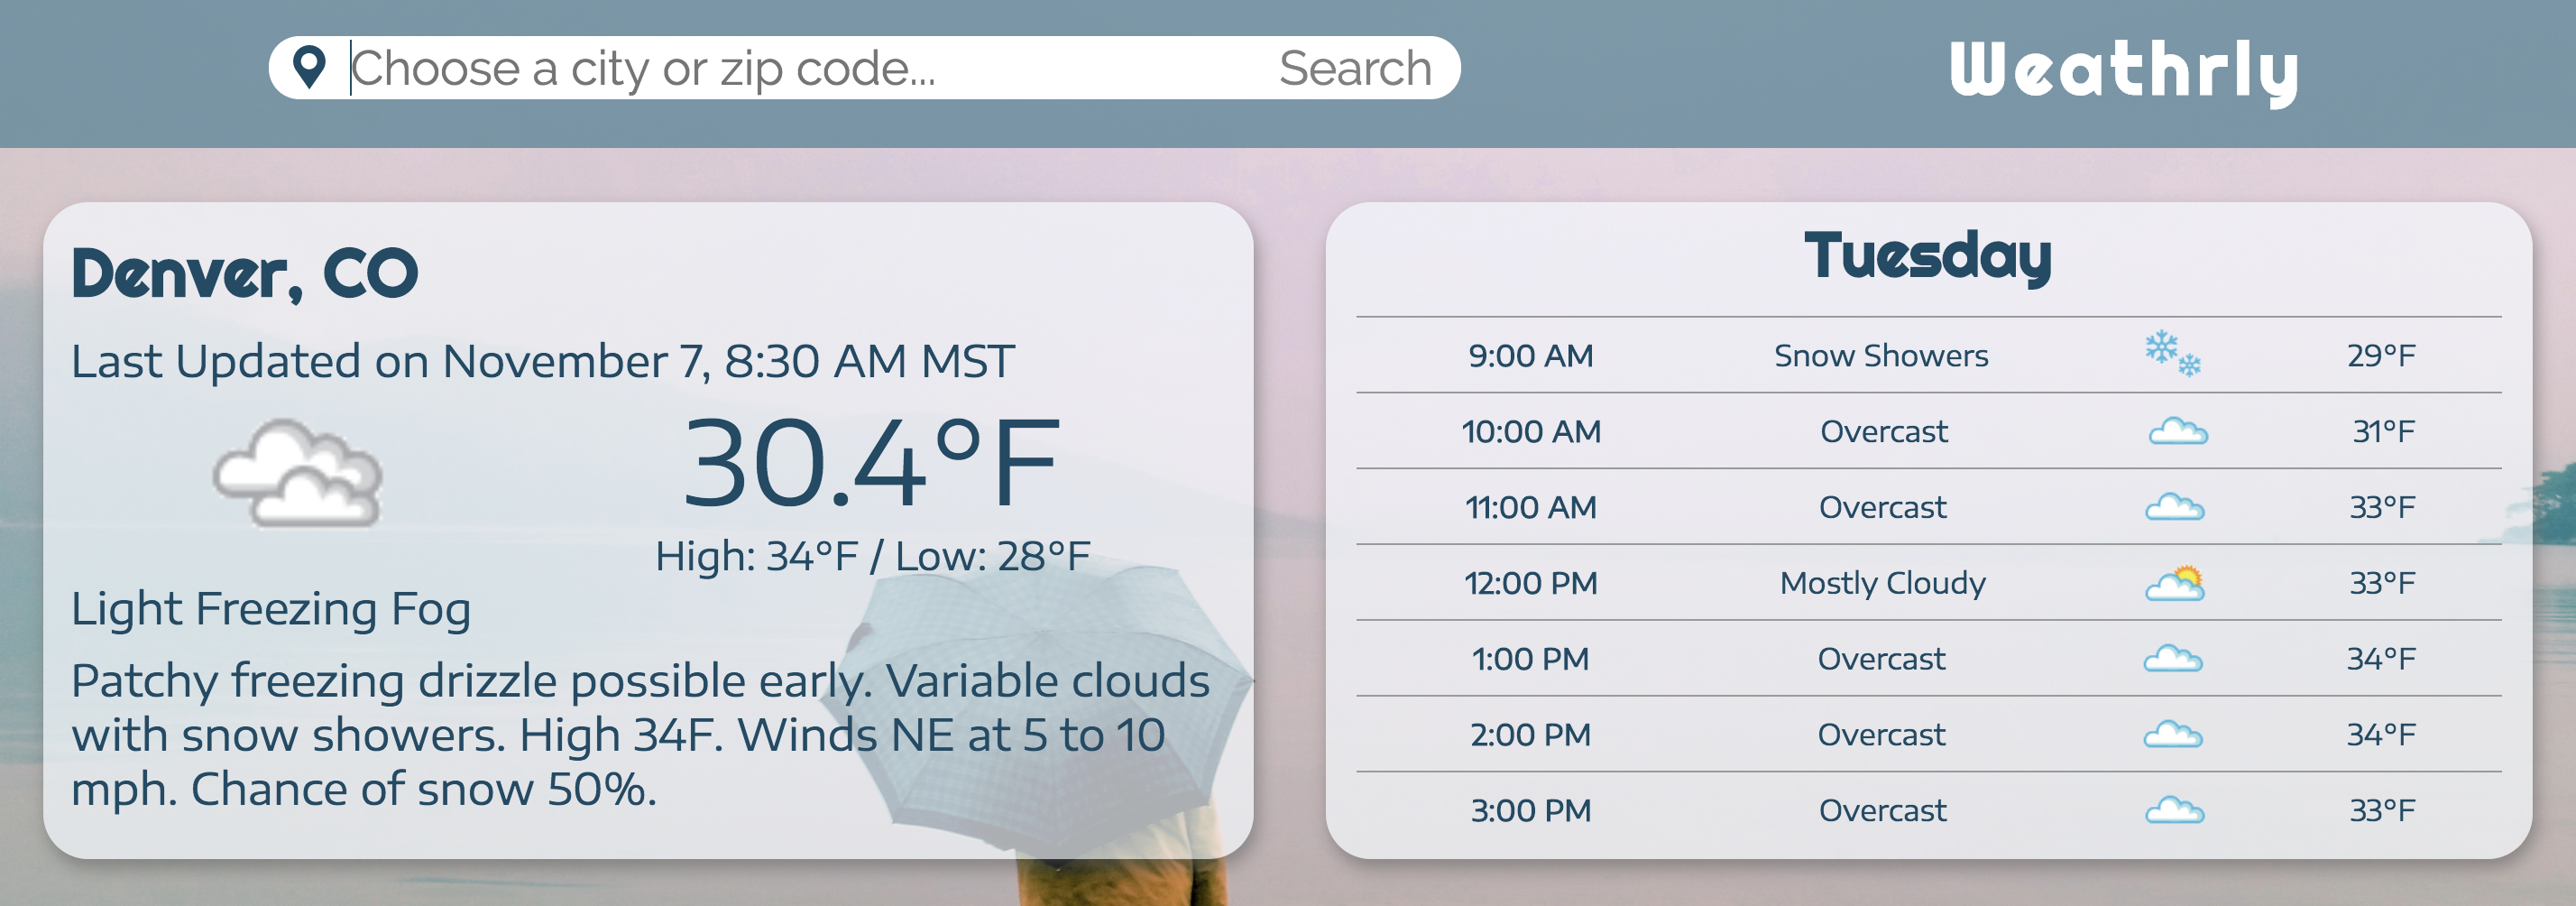 Choose a city or zip code...
Search
Weathrly
Denver, CO
Last Updated on November 7, 8:30 AM MST
30.4°F
High: 34°F / Low: 28°F
Light Freezing Fog
Patchy freezing drizzle possible early. Variable clouds
with snow showers. High 34F. Winds NE at 5 to 10
mph. Chance of snow 50%.
Tuesday
9:00 AM Snow Showers 29°F
10:00 AM Overcast 31°F
11:00 AM Overcast 33°F
12:00 PM Mostly Cloudy 33°F
1:00 PM Overcast 34°F
2:00 PM Overcast 34°F
3:00 PM Overcast 33°F